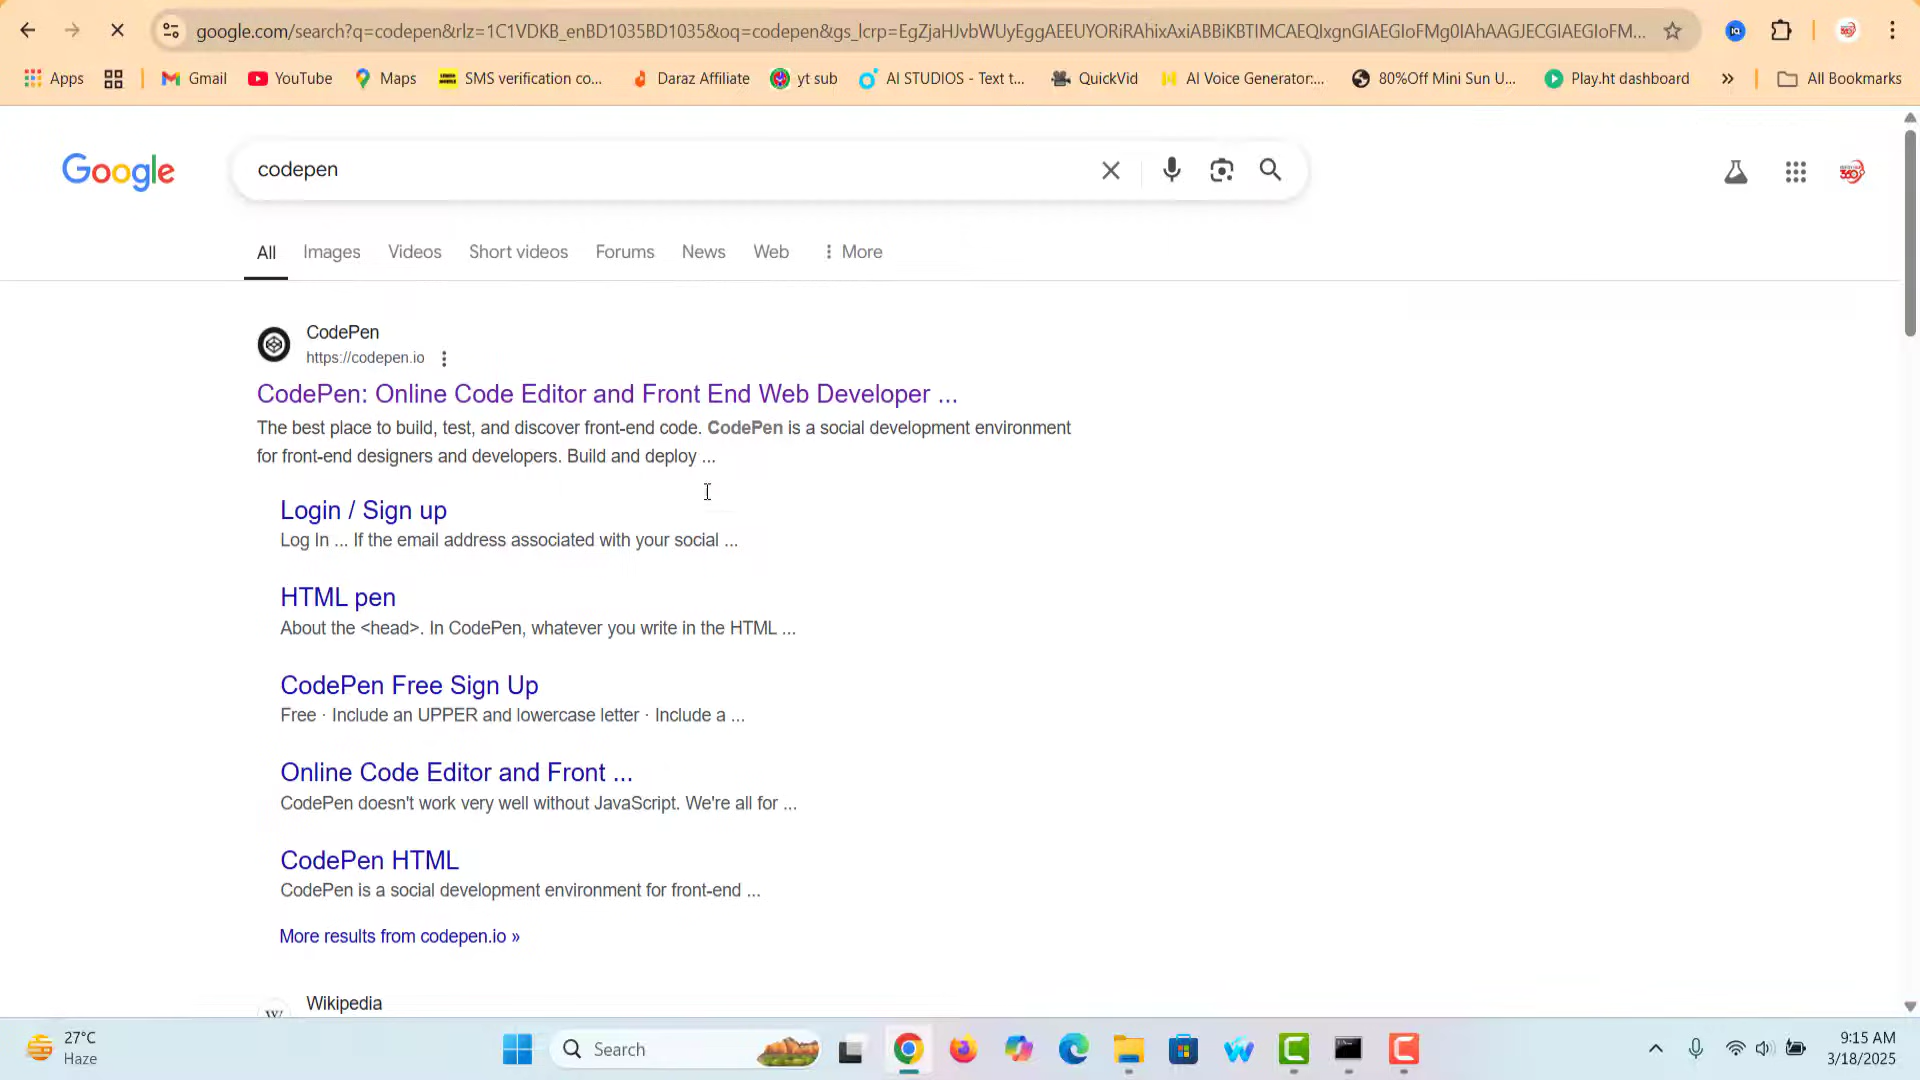 google.com/search?q=codepen&rlz=1C1VDKB_enBD1035BD1035&oq=codepen&gs_lcrp=EgZjaHJvbWUyEggAEEUYORiRAhixAxiABBiKBTIMCAEQIxgnGIAEGIoFMg0IAhAAGJECGIAEGIoFM...
Apps
Gmail
YouTube
Maps
SMS verification co...
Daraz Affiliate
yt sub
AI STUDIOS - Text t...
QuickVid
AI Voice Generator:...
80%Off Mini Sun U...
Play.ht dashboard
All Bookmarks
Google
codepen
All
Images
Videos
Short videos
Forums
News
Web
More
CodePen
https://codepen.io
CodePen: Online Code Editor and Front End Web Developer ...
The best place to build, test, and discover front-end code. CodePen is a social development environment
for front-end designers and developers. Build and deploy ...
Login / Sign up
Log In ... If the email address associated with your social ...
HTML pen
About the <head>. In CodePen, whatever you write in the HTML ...
CodePen Free Sign Up
Free · Include an UPPER and lowercase letter · Include a ...
Online Code Editor and Front ...
CodePen doesn't work very well without JavaScript. We're all for ...
CodePen HTML
CodePen is a social development environment for front-end ...
More results from codepen.io »
Wikipedia
27°C
Haze
Search
9:15 AM
3/18/2025